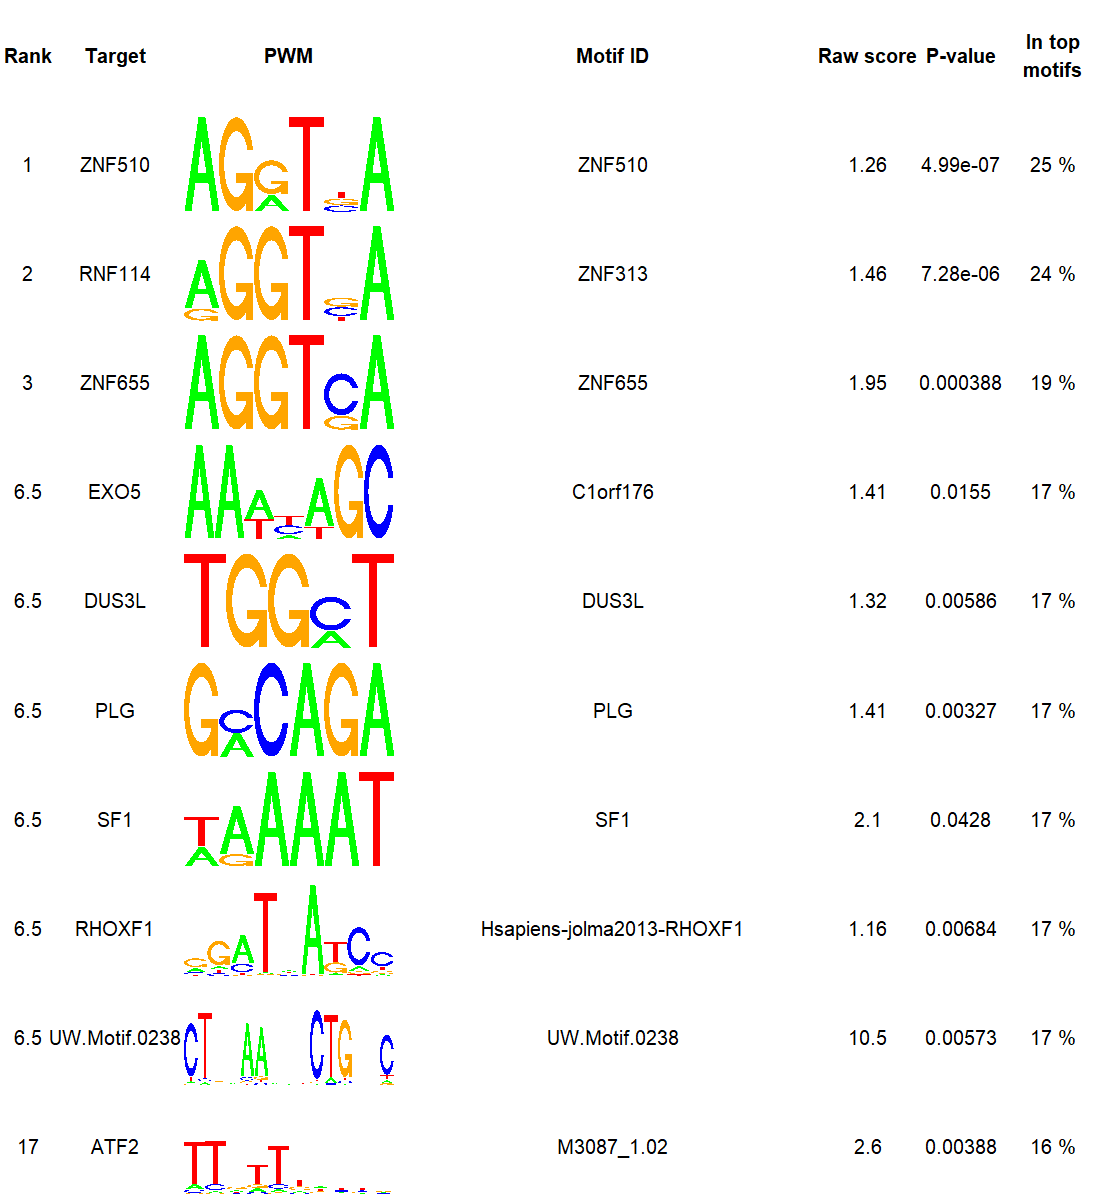 Rank Target PWM Motif ID Raw score P-value In top motifs
1 ZNF510 ZNF510 1.26 4.99e-07 25 %
2 RNF114 ZNF313 1.46 7.28e-06 24 %
3 ZNF655 ZNF655 1.95 0.000388 19 %
6.5 EXO5 C1orf176 1.41 0.0155 17 %
6.5 DUS3L DUS3L 1.32 0.00586 17 %
6.5 PLG PLG 1.41 0.00327 17 %
6.5 SF1 SF1 2.1 0.0428 17 %
6.5 RHOXF1 Hsapiens-jolma2013-RHOXF1 1.16 0.00684 17 %
6.5 UW.Motif.0238 UW.Motif.0238 10.5 0.00573 17 %
17 ATF2 M3087_1.02 2.6 0.00388 16 %